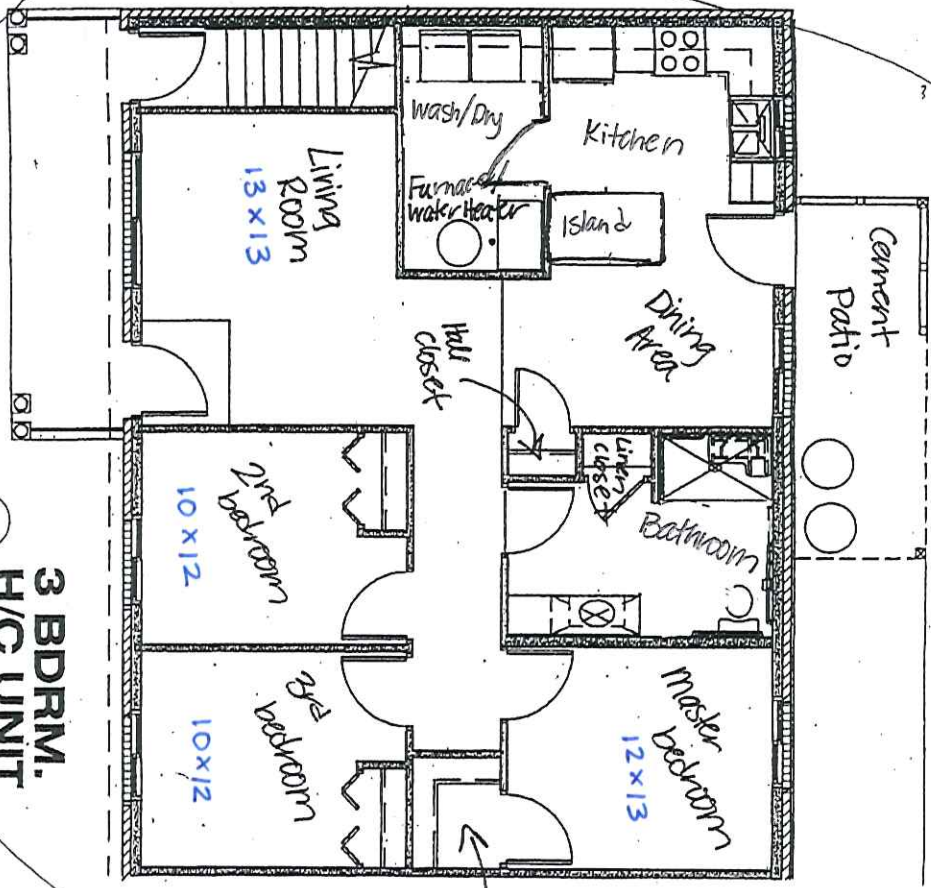 Wash/Dry
Kitchen
Furnace/
Water Heater
Island
Living
Room
13 x 13
Dining
Area
Cement
Patio
Hall
closet
Linen
Closet
Bathroom
2nd
bedroom
10 x 12
3rd
bedroom
10 x 12
master
bedroom
12 x 13
3 BDRM.
H/C UNIT
3